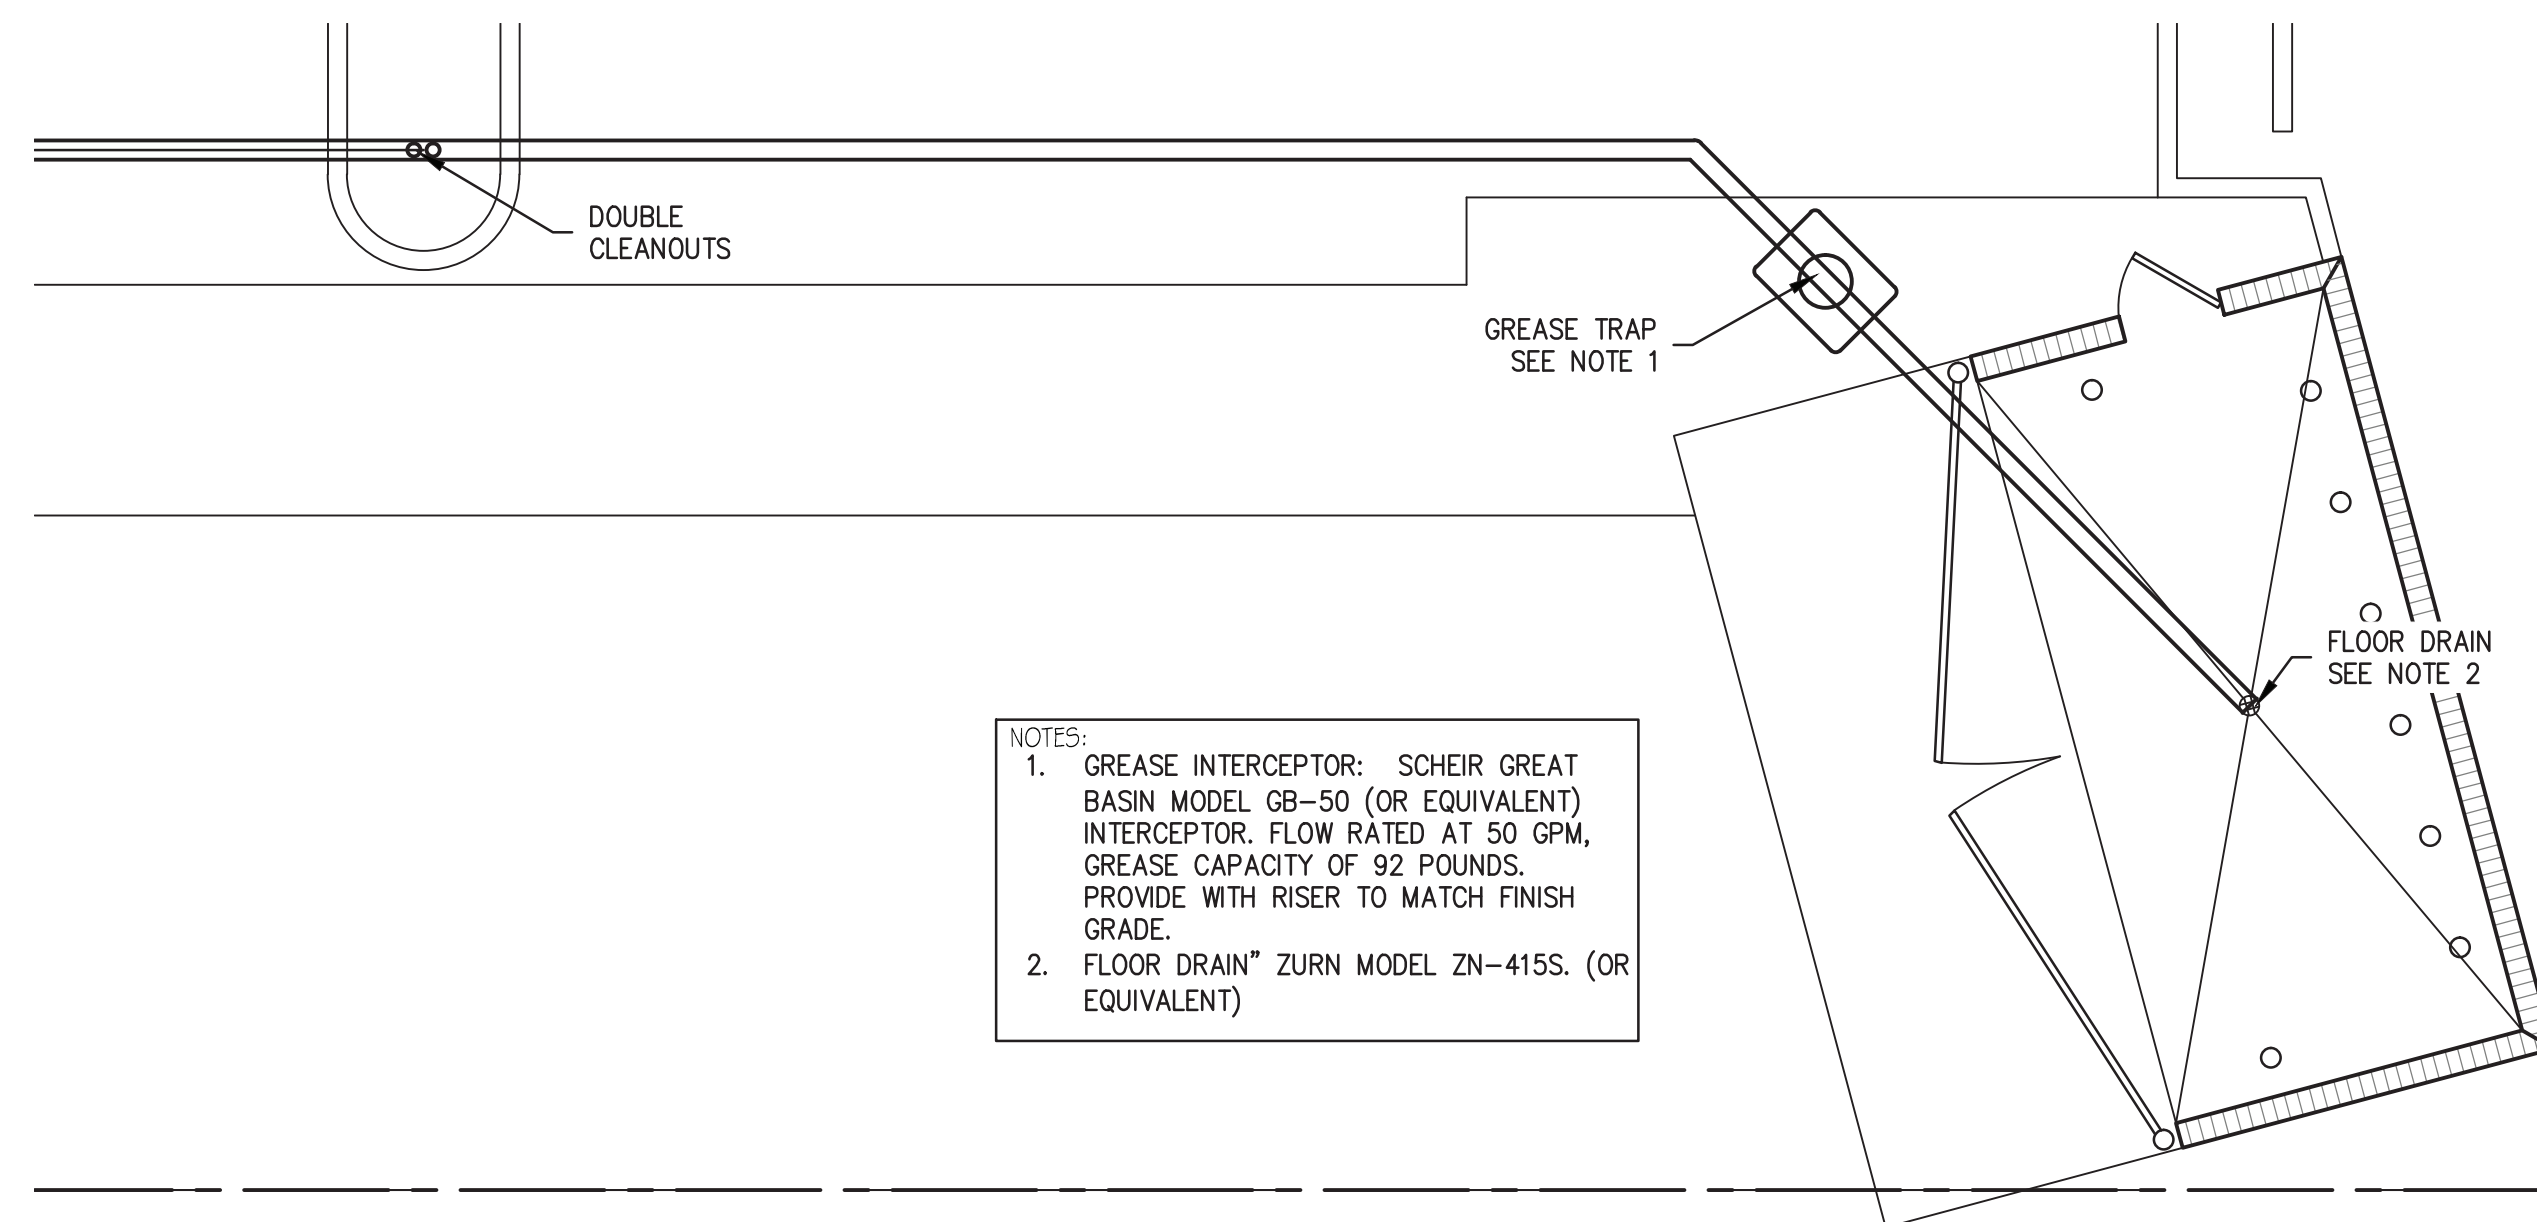 DOUBLE
CLEANOUTS
GREASE TRAP
SEE NOTE 1
FLOOR DRAIN
SEE NOTE 2
NOTES:
1. GREASE INTERCEPTOR: SCHEIR GREAT
BASIN MODEL GB-50 (OR EQUIVALENT)
INTERCEPTOR. FLOW RATED AT 50 GPM,
GREASE CAPACITY OF 92 POUNDS.
PROVIDE WITH RISER TO MATCH FINISH
GRADE.
2. FLOOR DRAIN" ZURN MODEL ZN-415S. (OR
EQUIVALENT)